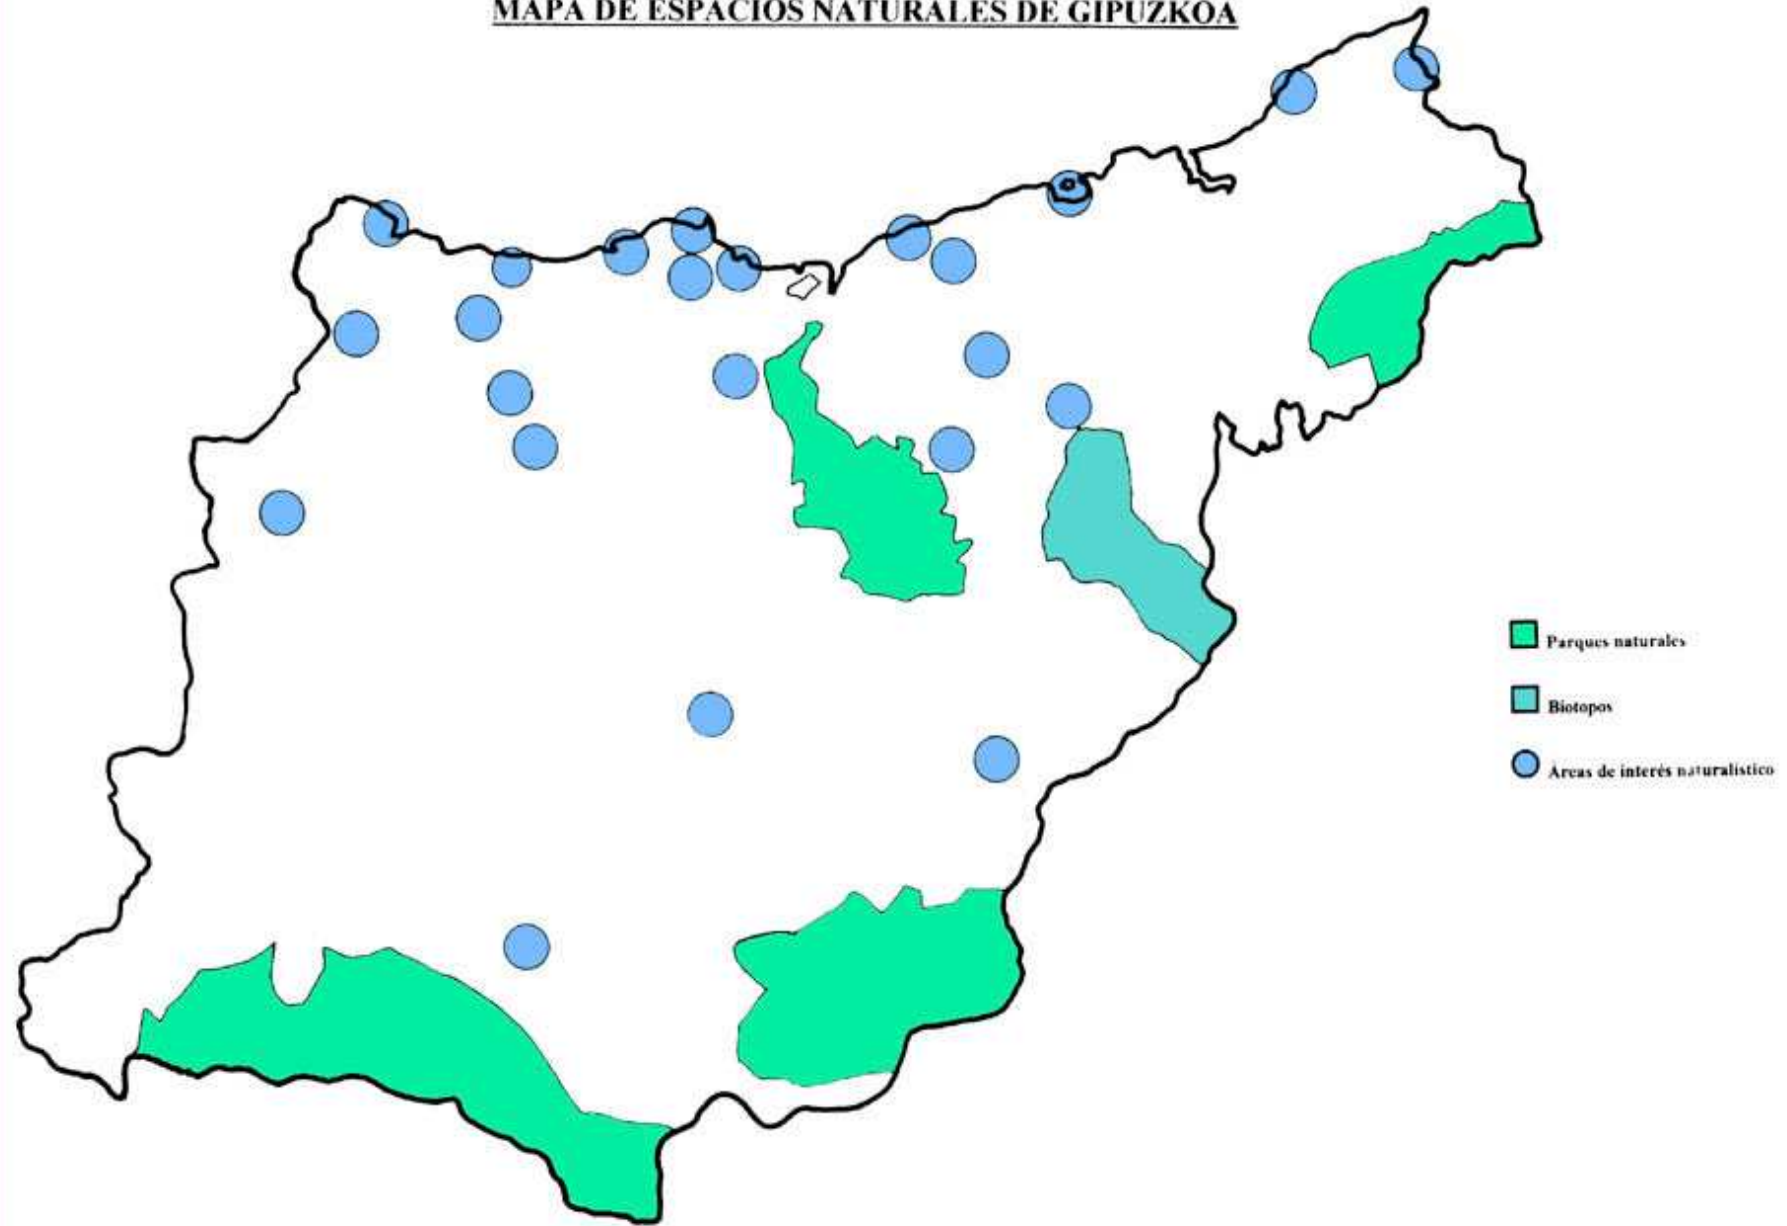 MAPA DE ESPACIOS NATURALES DE GIPUZKOA
Parques naturales
Biotopos
Áreas de interés naturalístico